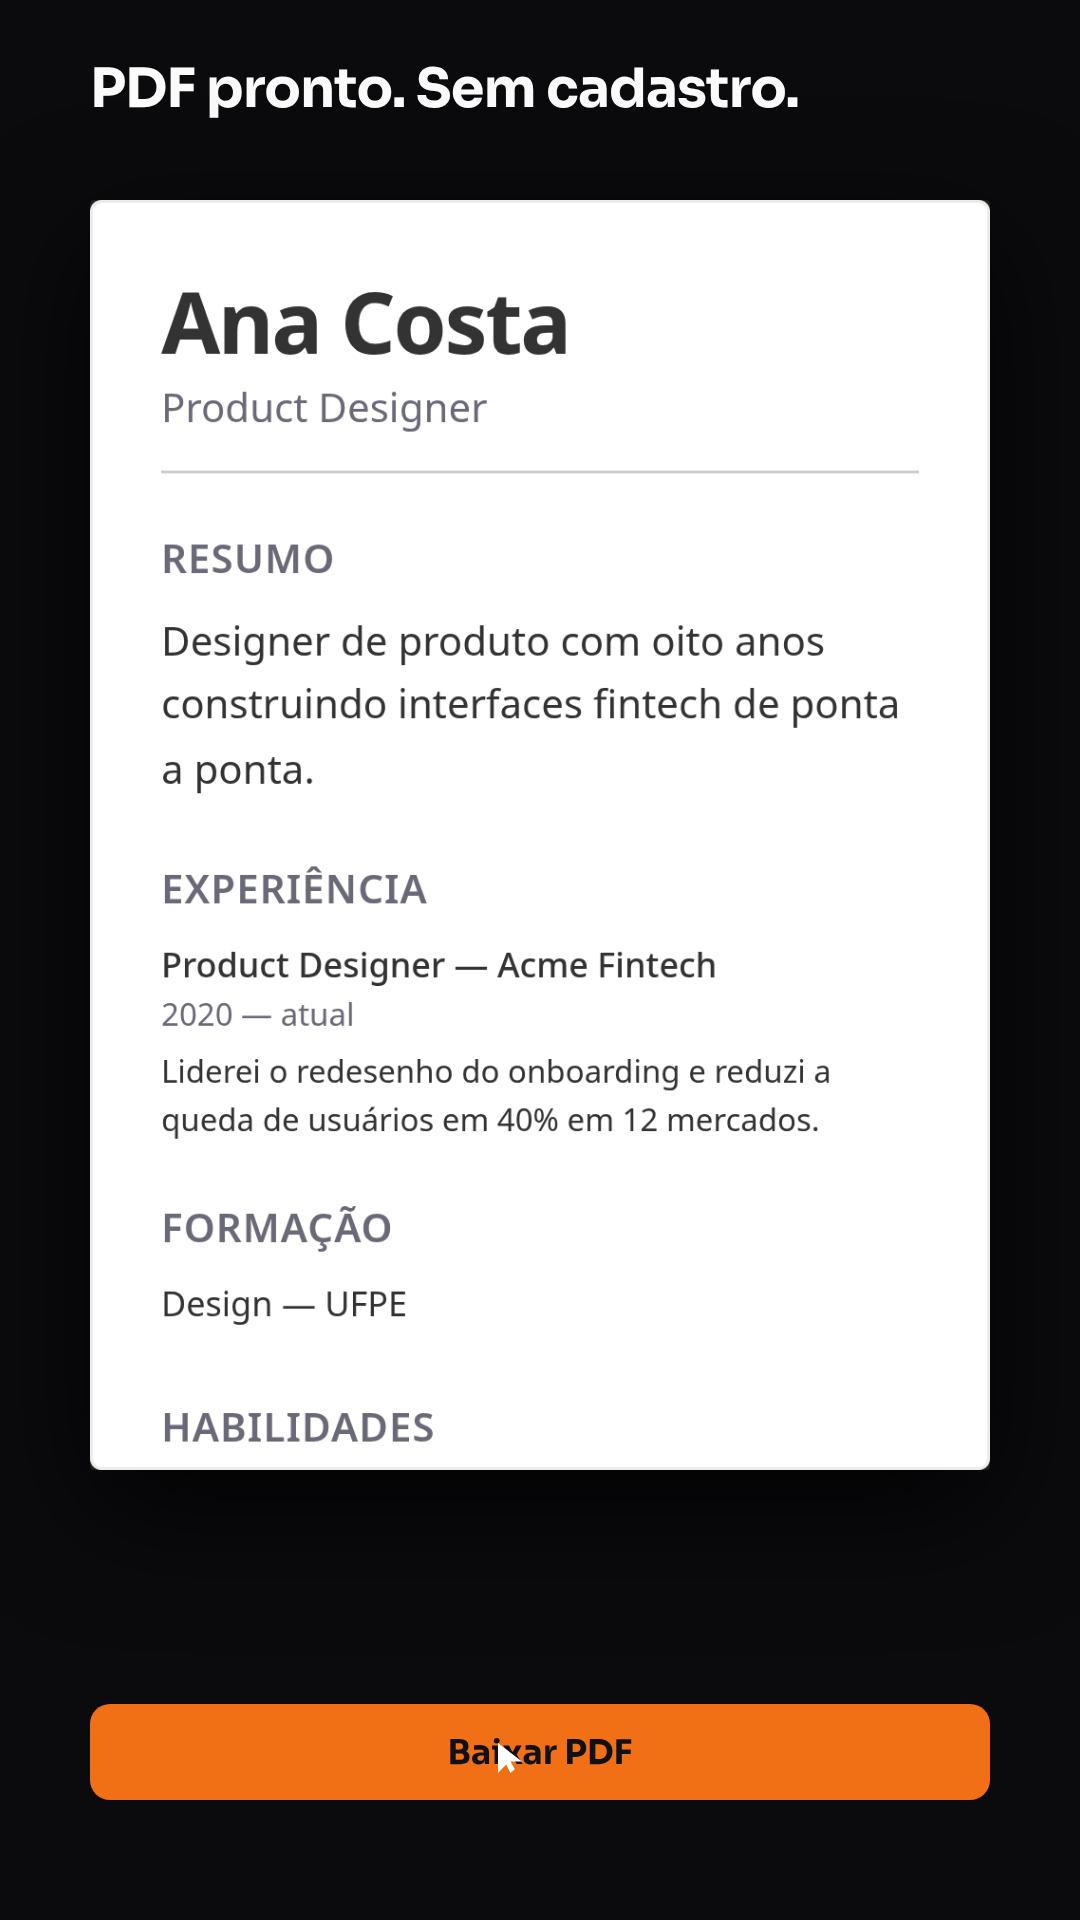 PDF pronto. Sem cadastro.
Ana Costa
Product Designer
RESUMO
Designer de produto com oito anos
construindo interfaces fintech de ponta
a ponta.
EXPERIÊNCIA
Product Designer — Acme Fintech
2020 — atual
Liderei o redesenho do onboarding e reduzi a
queda de usuários em 40% em 12 mercados.
FORMAÇÃO
Design — UFPE
HABILIDADES
Baixar PDF